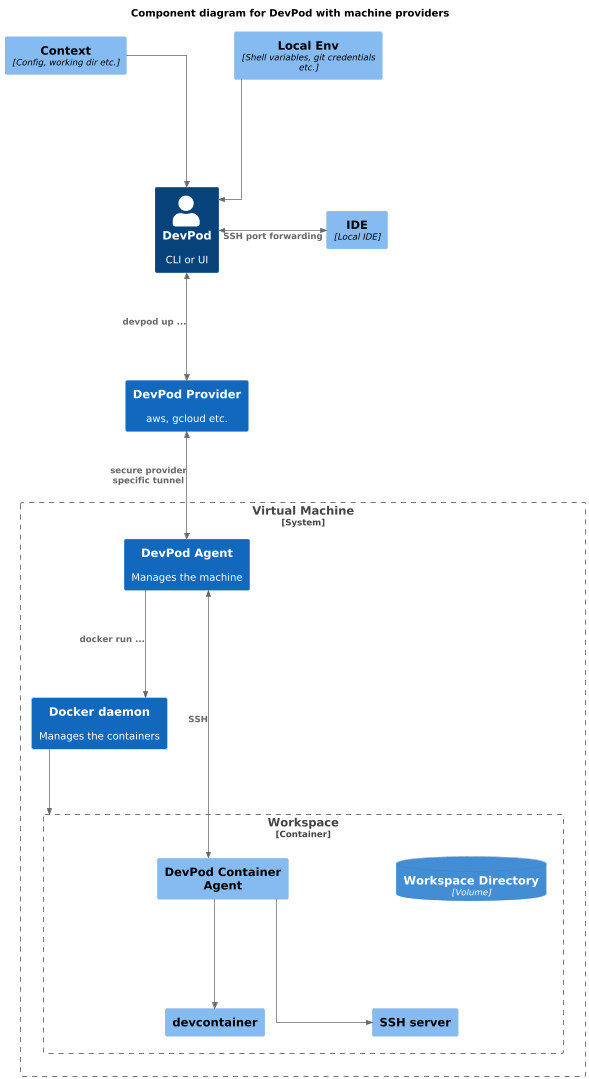 Component diagram for DevPod with machine providers
Context
[Config, working dir etc.]
Local Env
[Shell variables, git credentials
etc.]
DevPod
CLI or UI
SSH port forwarding
IDE
[Local IDE]
devpod up ...
DevPod Provider
aws, gcloud etc.
secure provider
specific tunnel
Virtual Machine
[System]
DevPod Agent
Manages the machine
docker run ...
Docker daemon
Manages the containers
SSH
Workspace
[Container]
DevPod Container
Agent
Workspace Directory
[Volume]
devcontainer
SSH server